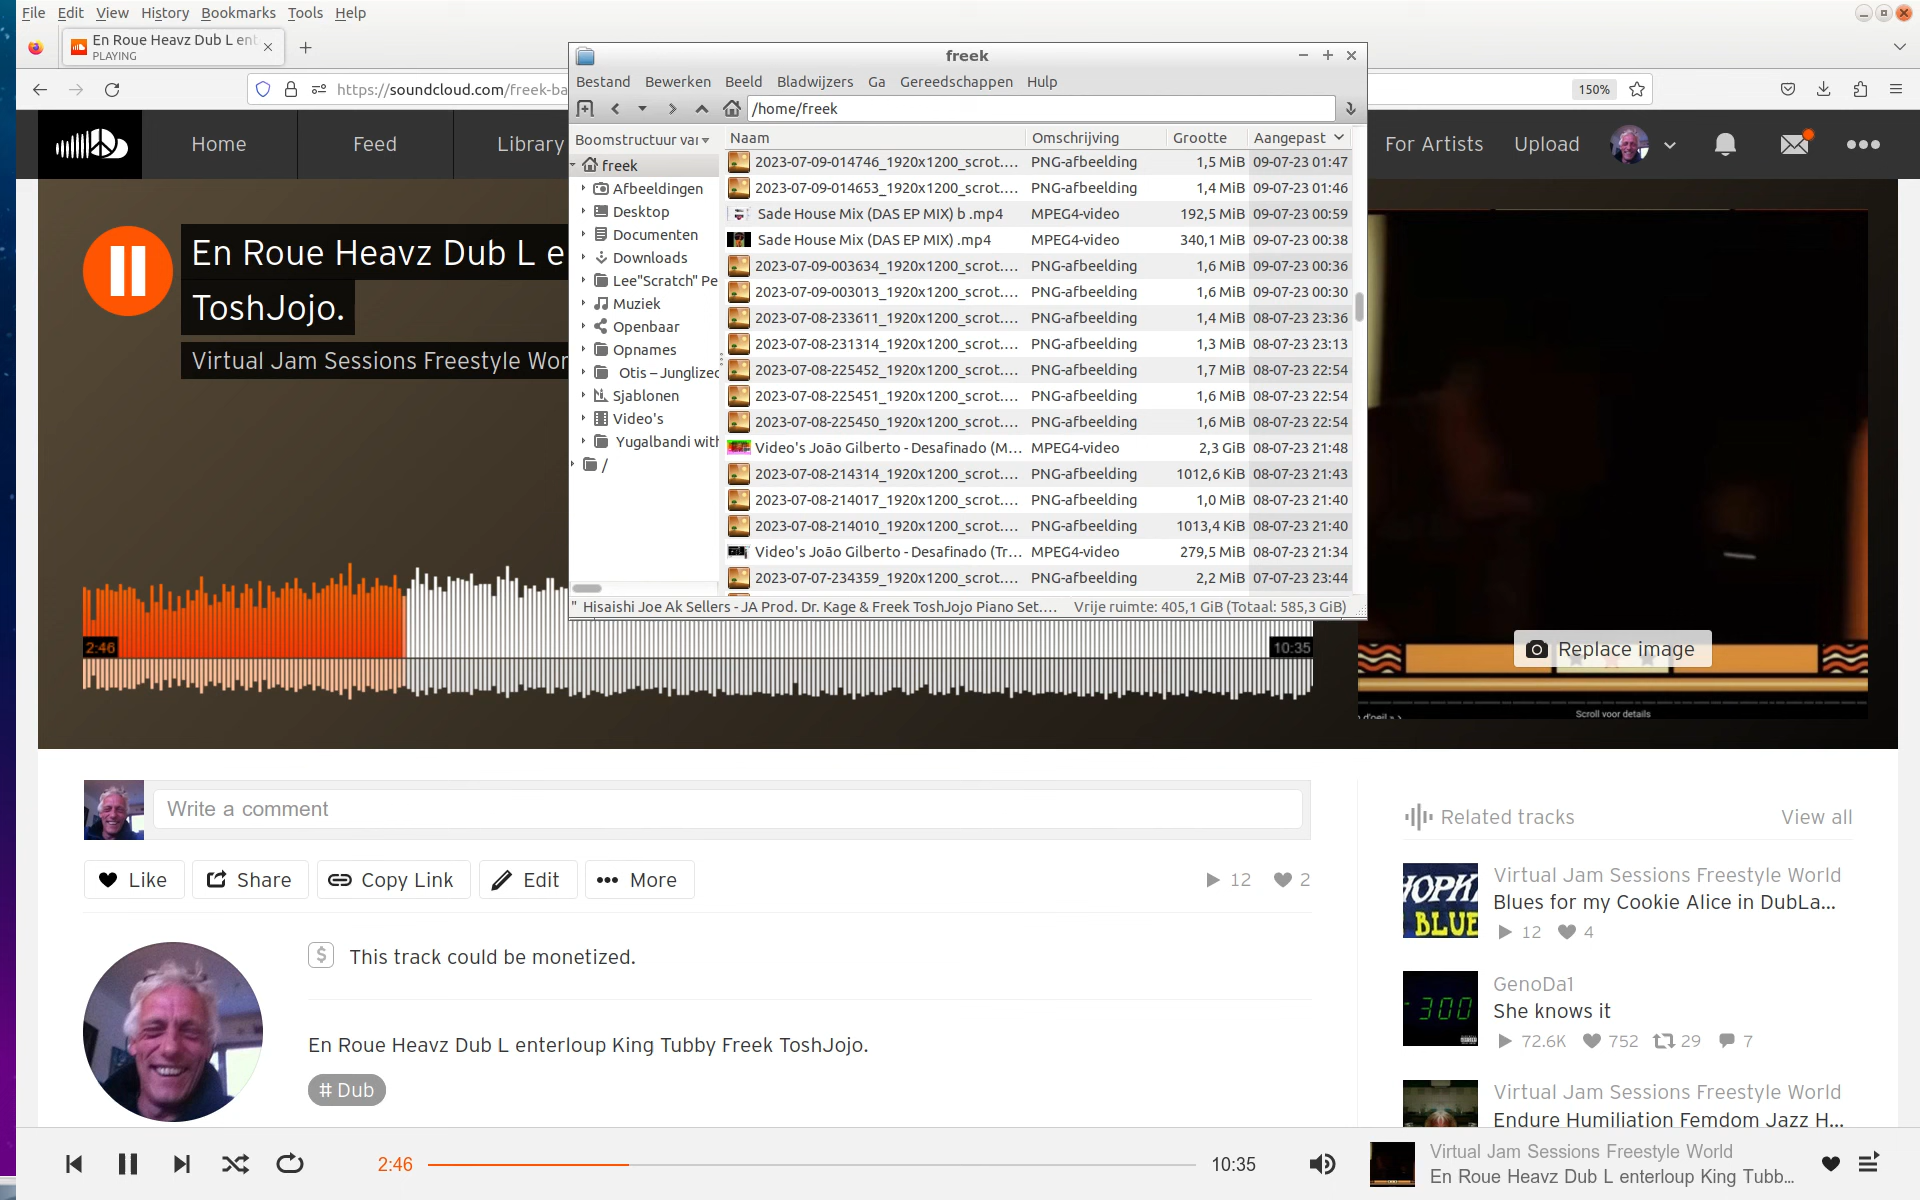 File Edit View History Bookmarks Tools Help
En Roue Heavz Dub L ent
PLAYING
https://soundcloud.com/freek-ba
150%
Home
Feed
Library
For Artists
Upload
En Roue Heavz Dub L e
ToshJojo.
Virtual Jam Sessions Freestyle Wor
freek
Bestand Bewerken Beeld Bladwijzers Ga Gereedschappen Hulp
/home/freek
Boomstructuur var
freek
Afbeeldingen
Desktop
Documenten
Downloads
Lee"Scratch" Pe
Muziek
Openbaar
Opnames
Otis – Junglized
Sjablonen
Video's
Yugalbandi with
/
Naam Omschrijving Grootte Aangepast
2023-07-09-014746_1920x1200_scrot.... PNG-afbeelding 1,5 MiB 09-07-23 01:47
2023-07-09-014653_1920x1200_scrot.... PNG-afbeelding 1,4 MiB 09-07-23 01:46
Sade House Mix (DAS EP MIX) b .mp4 MPEG4-video 192,5 MiB 09-07-23 00:59
Sade House Mix (DAS EP MIX) .mp4 MPEG4-video 340,1 MiB 09-07-23 00:38
2023-07-09-003634_1920x1200_scrot.... PNG-afbeelding 1,6 MiB 09-07-23 00:36
2023-07-09-003013_1920x1200_scrot.... PNG-afbeelding 1,6 MiB 09-07-23 00:30
2023-07-08-233611_1920x1200_scrot.... PNG-afbeelding 1,4 MiB 08-07-23 23:36
2023-07-08-231314_1920x1200_scrot.... PNG-afbeelding 1,3 MiB 08-07-23 23:13
2023-07-08-225452_1920x1200_scrot.... PNG-afbeelding 1,7 MiB 08-07-23 22:54
2023-07-08-225451_1920x1200_scrot.... PNG-afbeelding 1,6 MiB 08-07-23 22:54
2023-07-08-225450_1920x1200_scrot.... PNG-afbeelding 1,6 MiB 08-07-23 22:54
Video's João Gilberto - Desafinado (M... MPEG4-video 2,3 GiB 08-07-23 21:48
2023-07-08-214314_1920x1200_scrot.... PNG-afbeelding 1012,6 KiB 08-07-23 21:43
2023-07-08-214017_1920x1200_scrot.... PNG-afbeelding 1,0 MiB 08-07-23 21:40
2023-07-08-214010_1920x1200_scrot.... PNG-afbeelding 1013,4 KiB 08-07-23 21:40
Video's João Gilberto - Desafinado (Tr... MPEG4-video 279,5 MiB 08-07-23 21:34
2023-07-07-234359_1920x1200_scrot.... PNG-afbeelding 2,2 MiB 07-07-23 23:44
" Hisaishi Joe Ak Sellers - JA Prod. Dr. Kage & Freek ToshJojo Piano Set.... Vrije ruimte: 405,1 GiB (Totaal: 585,3 GiB)
2:46
10:35
Replace image
d'oeil » ›
Scroll voor details
Write a comment
Like
Share
Copy Link
Edit
More
12
2
$ This track could be monetized.
En Roue Heavz Dub L enterloup King Tubby Freek ToshJojo.
# Dub
Related tracks
View all
HOPK
BLUE
Virtual Jam Sessions Freestyle World
Blues for my Cookie Alice in DubLa...
12 4
300
GenoDa1
She knows it
72.6K 752 29 7
Virtual Jam Sessions Freestyle World
Endure Humiliation Femdom Jazz H...
2:46
10:35
Virtual Jam Sessions Freestyle World
En Roue Heavz Dub L enterloup King Tubb...